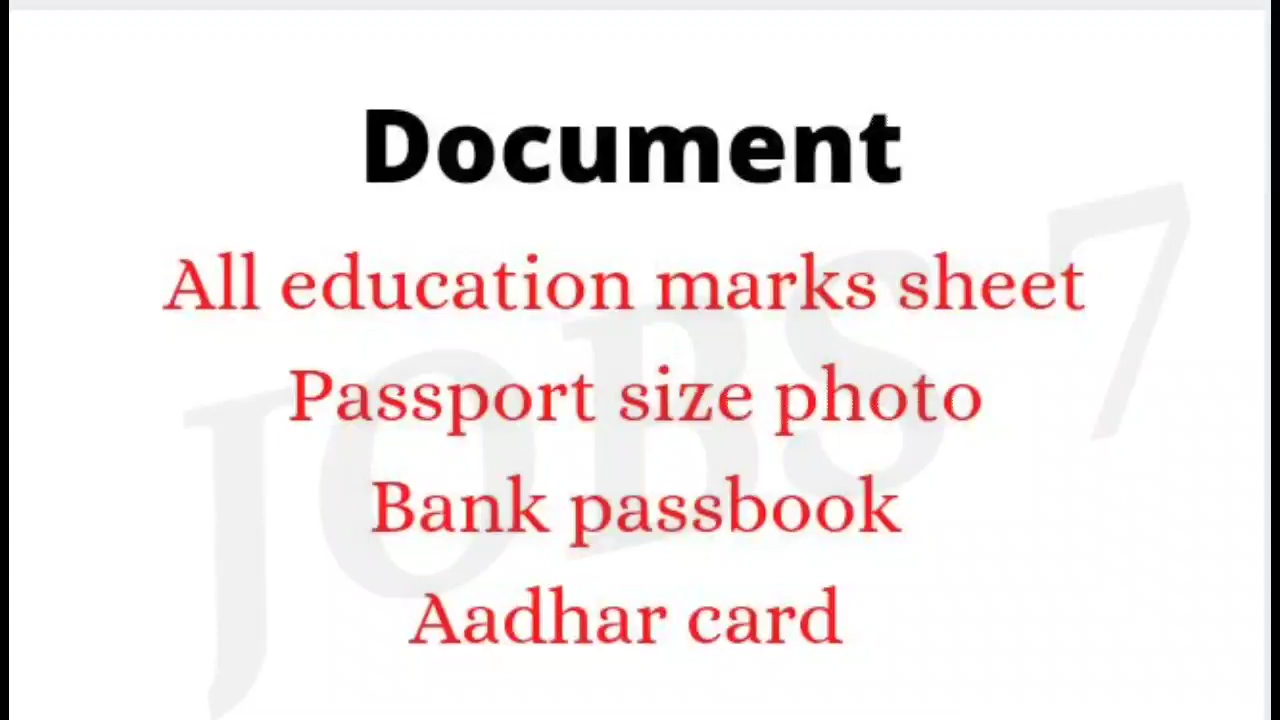 Document
All education marks sheet
Passport size photo
Bank passbook
Aadhar card
JOBS 7